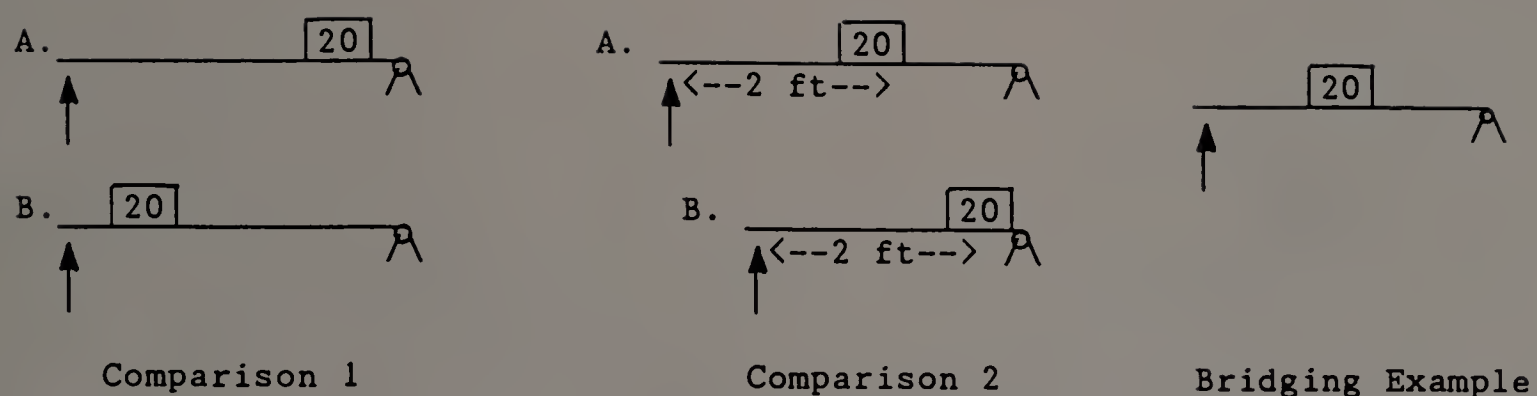 A. 20
B. 20
Comparison 1
A. 20
<--2 ft-->
B. 20
<--2 ft-->
Comparison 2
20
Bridging Example